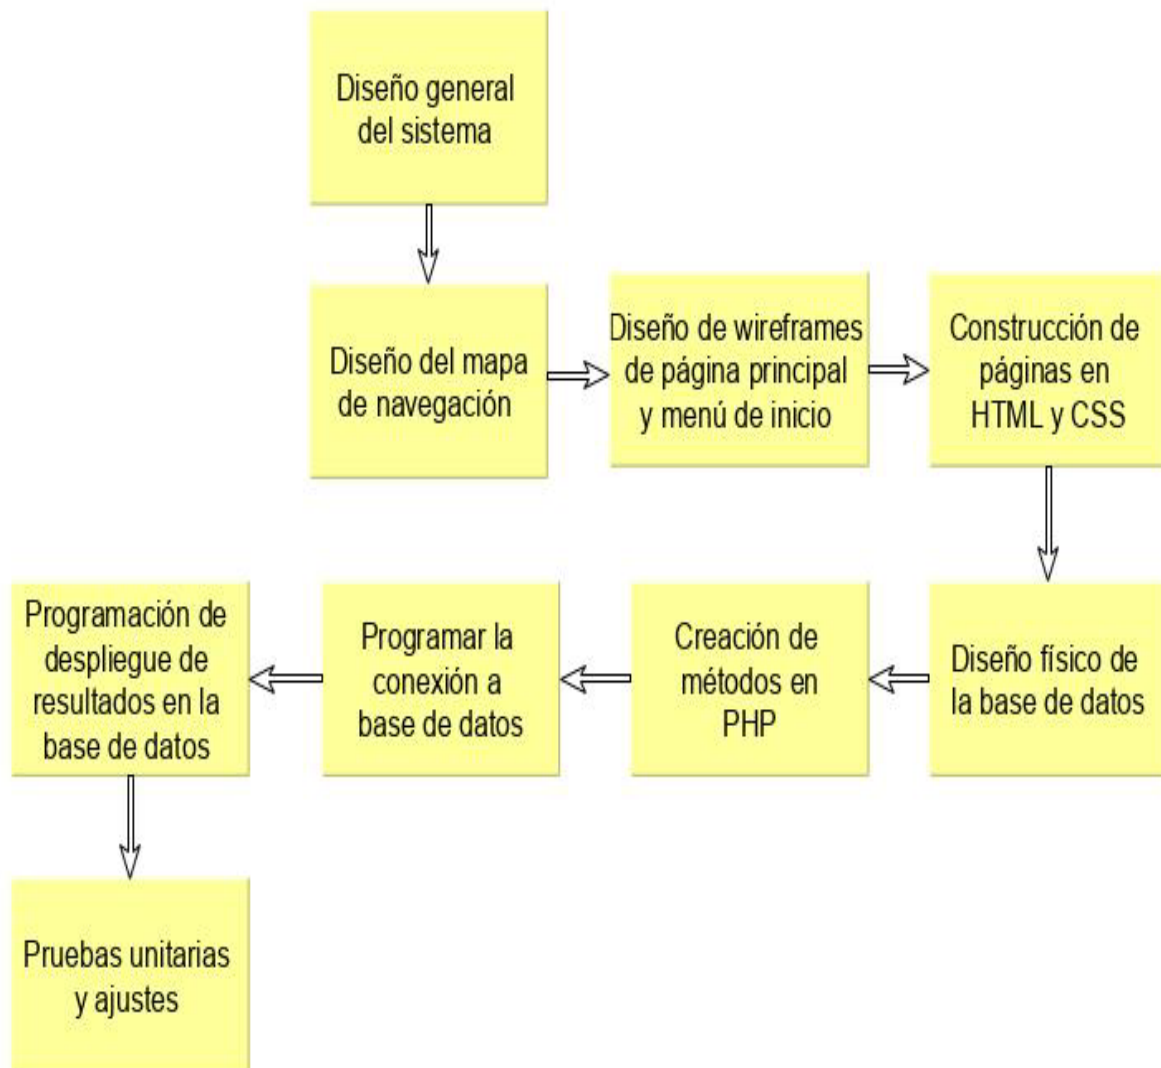 Diseño general
del sistema
Diseño del mapa
de navegación
Diseño de wireframes
de página principal
y menú de inicio
Construcción de
páginas en
HTML y CSS
Diseño físico de
la base de datos
Creación de
métodos en
PHP
Programar la
conexión a
base de datos
Programación de
despliegue de
resultados en la
base de datos
Pruebas unitarias
y ajustes